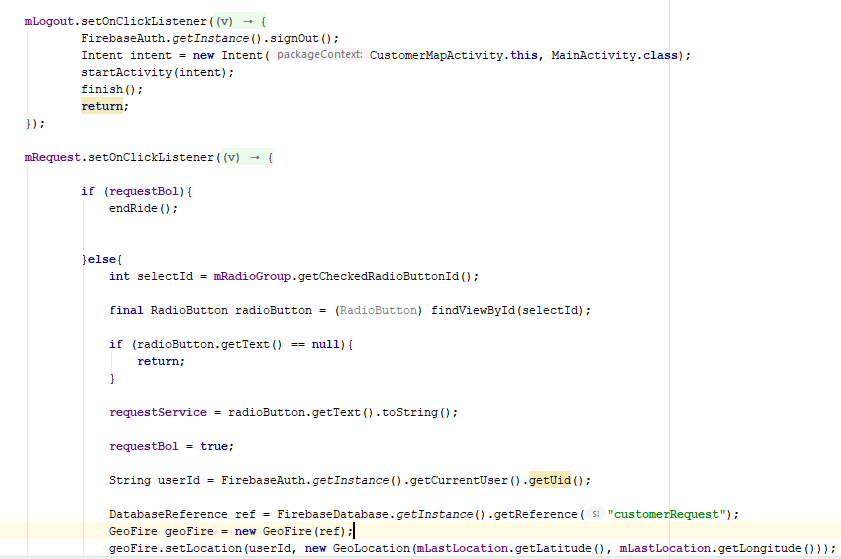 mLogout.setOnClickListener((v) → {
FirebaseAuth.getInstance().signOut();
Intent intent = new Intent( packageContext: CustomerMapActivity.this, MainActivity.class);
startActivity(intent);
finish();
return;
});
mRequest.setOnClickListener((v) → {
if (requestBol){
endRide();
}else{
int selectId = mRadioGroup.getCheckedRadioButtonId();
final RadioButton radioButton = (RadioButton) findViewById(selectId);
if (radioButton.getText() == null){
return;
}
requestService = radioButton.getText().toString();
requestBol = true;
String userId = FirebaseAuth.getInstance().getCurrentUser().getUid();
DatabaseReference ref = FirebaseDatabase.getInstance().getReference( s: "customerRequest");
GeoFire geoFire = new GeoFire(ref);
geoFire.setLocation(userId, new GeoLocation(mLastLocation.getLatitude(), mLastLocation.getLongitude()));